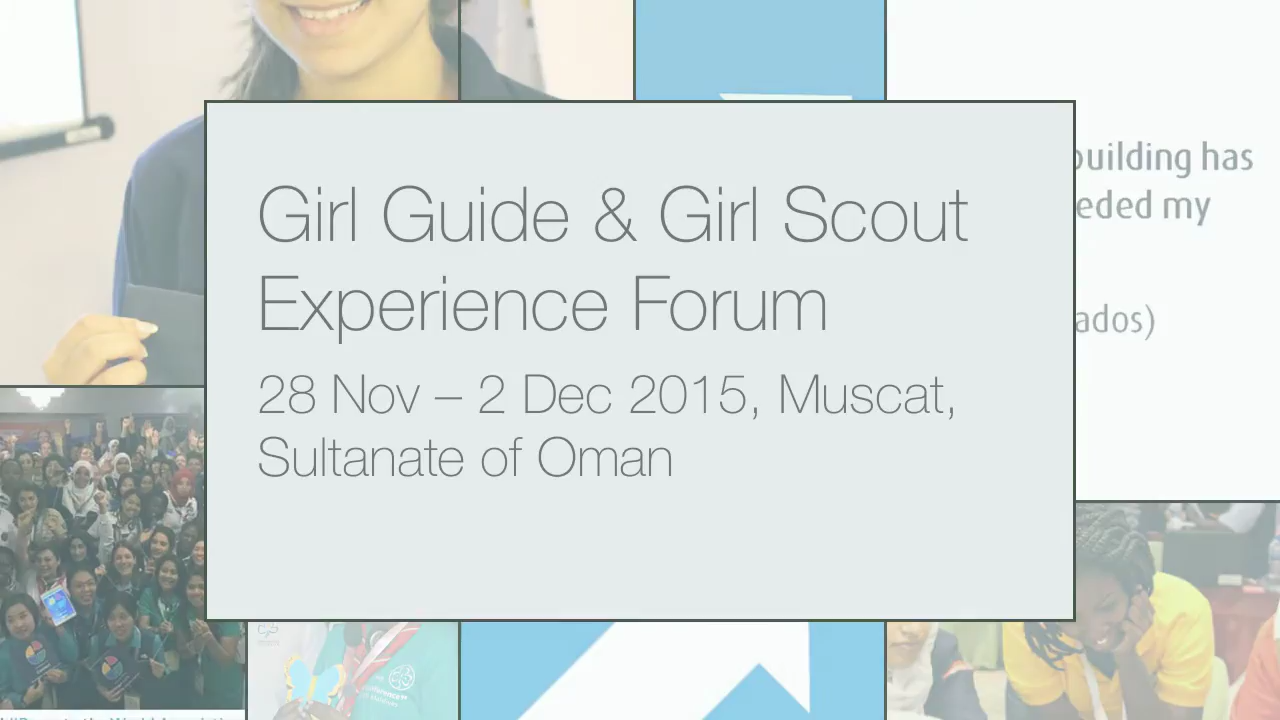 building has
eded my
ados)
Girl Guide & Girl Scout
Experience Forum
28 Nov – 2 Dec 2015, Muscat,
Sultanate of Oman